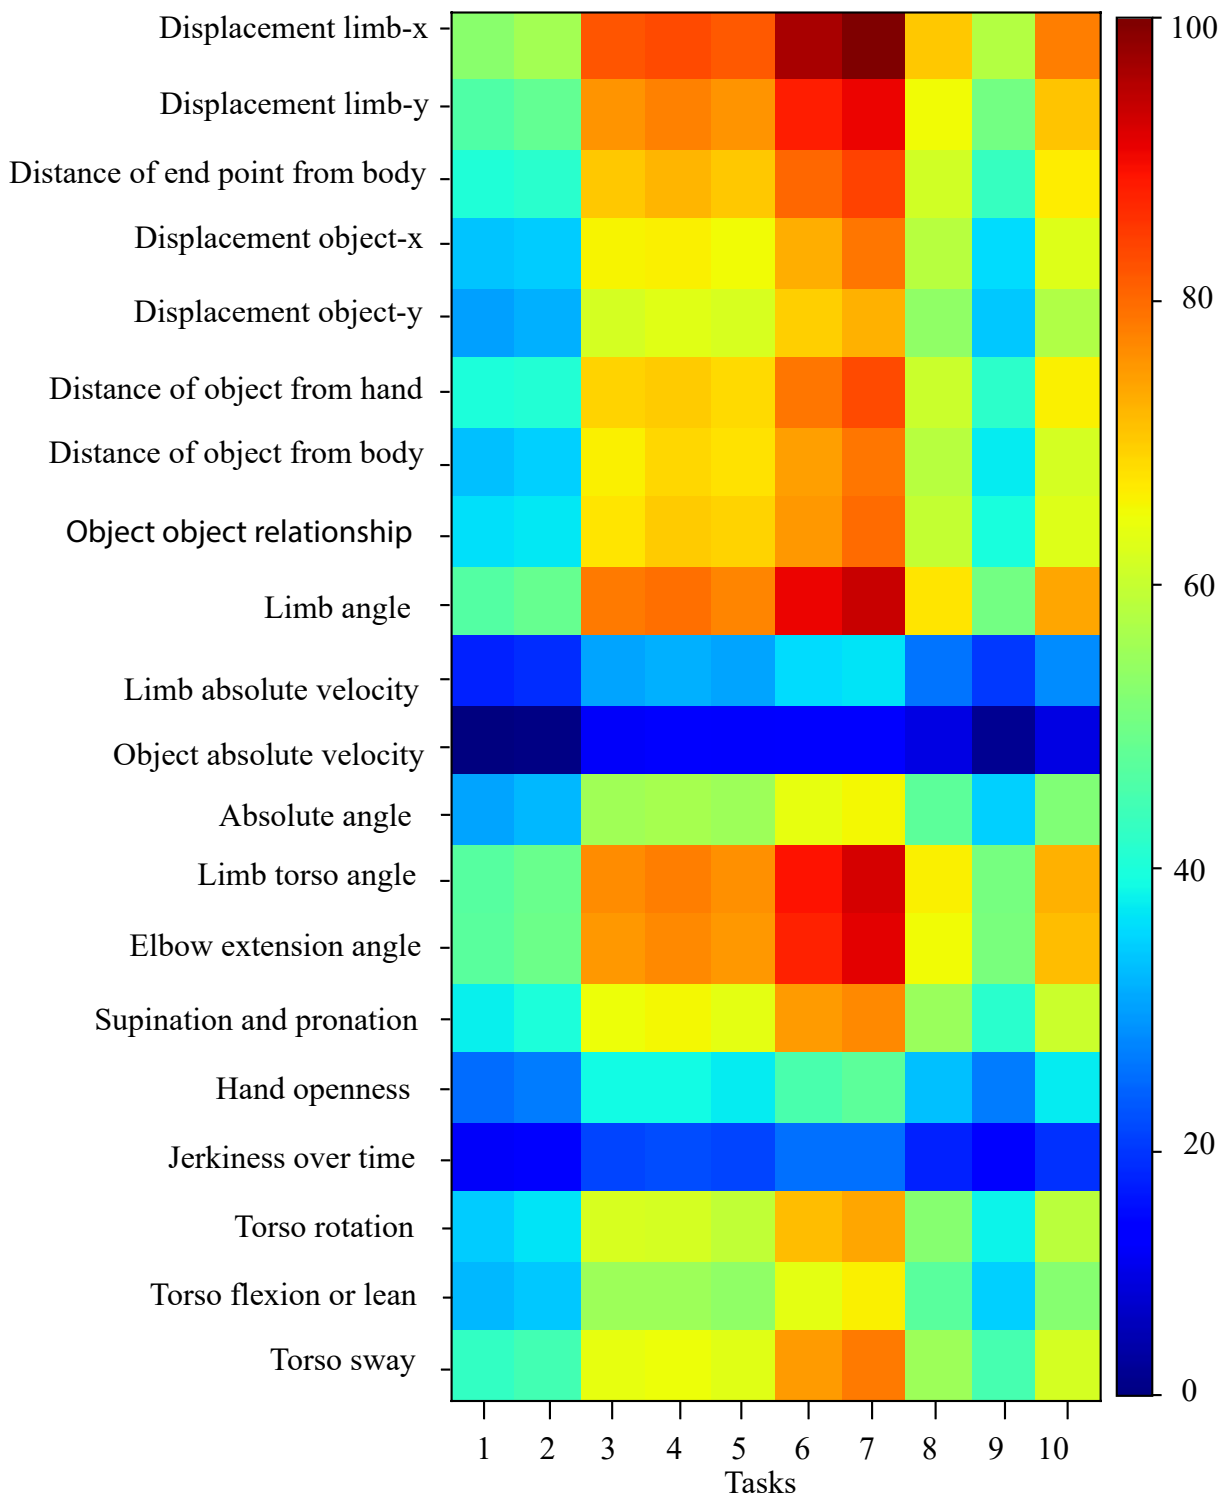 Displacement limb-x
Displacement limb-y
Distance of end point from body
Displacement object-x
Displacement object-y
Distance of object from hand
Distance of object from body
Object object relationship
Limb angle
Limb absolute velocity
Object absolute velocity
Absolute angle
Limb torso angle
Elbow extension angle
Supination and pronation
Hand openness
Jerkiness over time
Torso rotation
Torso flexion or lean
Torso sway
1 2 3 4 5 6 7 8 9 10
Tasks
100
80
60
40
20
0